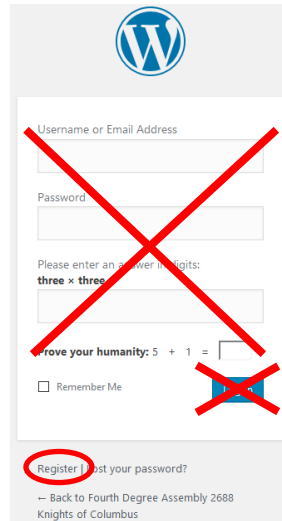 Username or Email Address
Password
Please enter an answer in digits:
three × three
Prove your humanity: 5 + 1 =
Remember Me
Register | Lost your password?
← Back to Fourth Degree Assembly 2688
Knights of Columbus